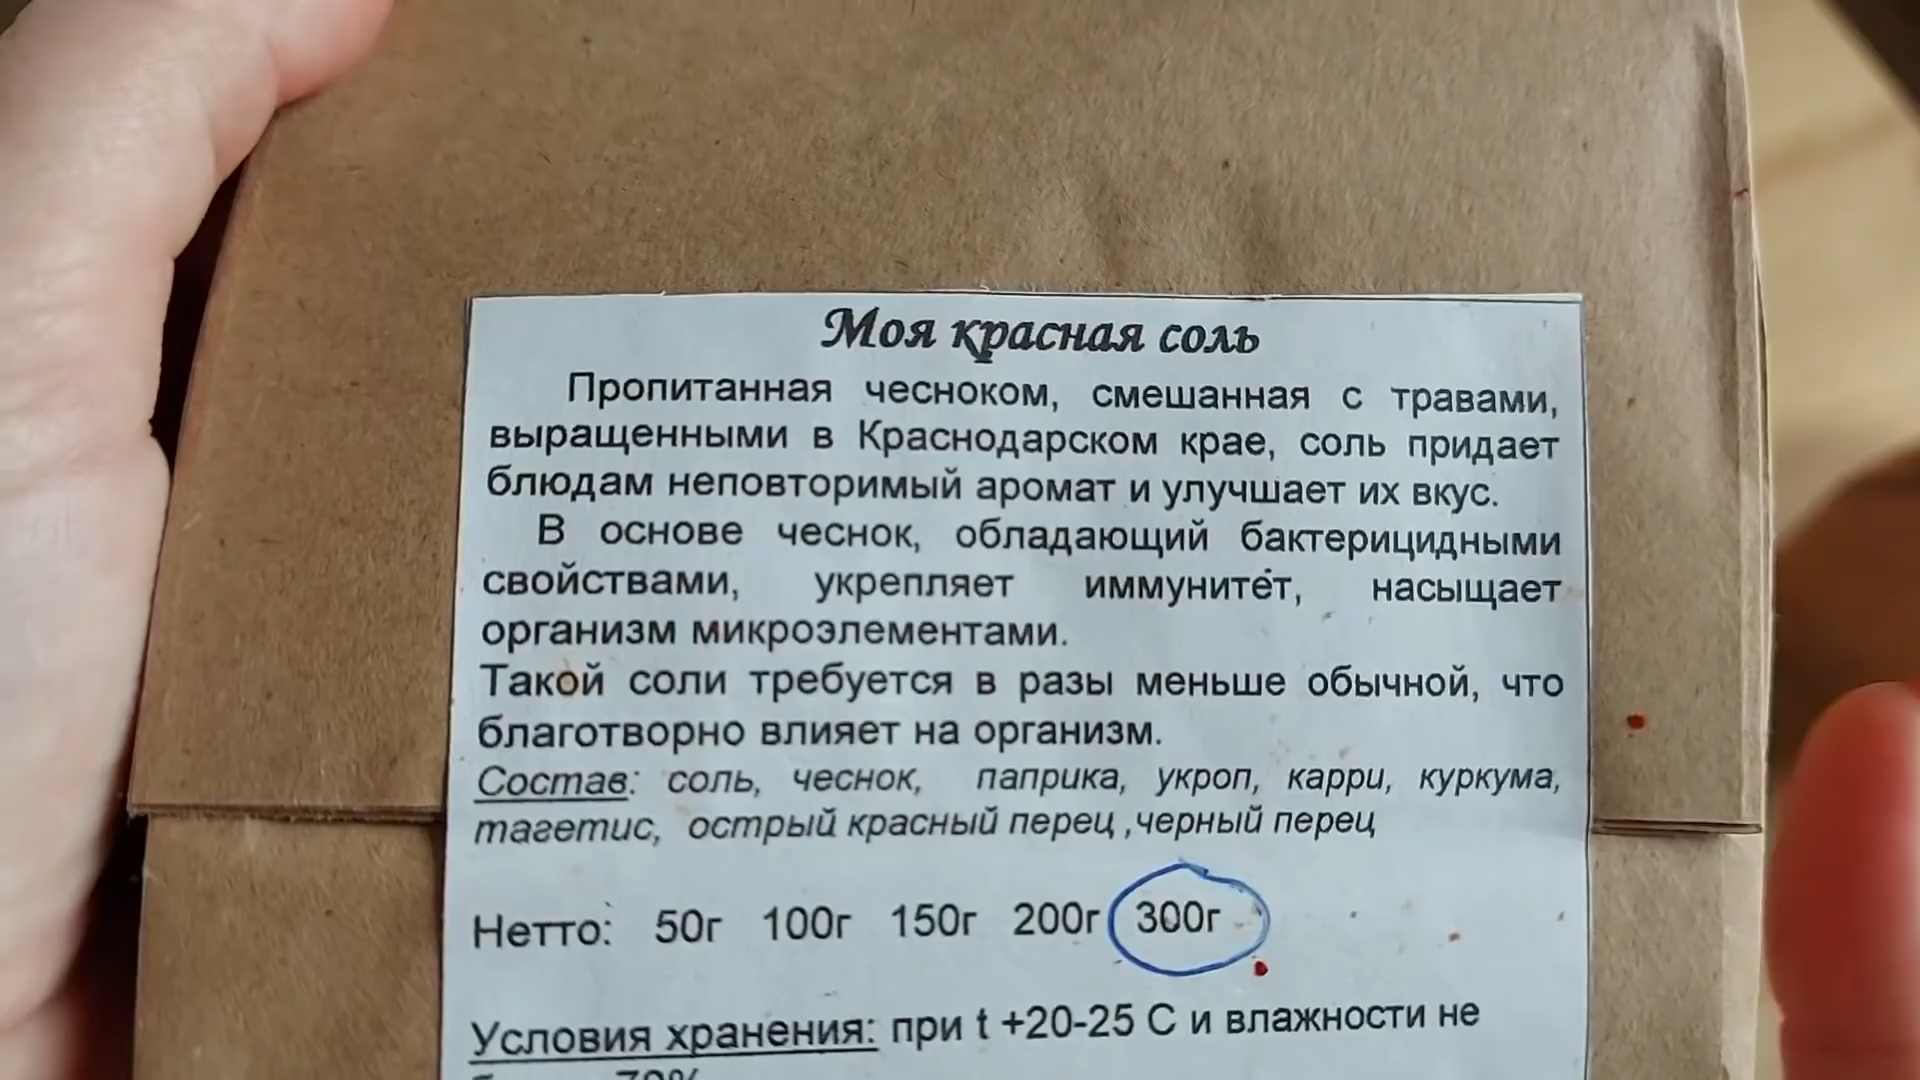 Моя красная соль
Пропитанная чесноком, смешанная с травами,
выращенными в Краснодарском крае, соль придает
блюдам неповторимый аромат и улучшает их вкус.
В основе чеснок, обладающий бактерицидными
свойствами, укрепляет иммунитет, насыщает
организм микроэлементами.
Такой соли требуется в разы меньше обычной, что
благотворно влияет на организм.
Состав: соль, чеснок, паприка, укроп, карри, куркума,
тагетис, острый красный перец ,черный перец
Нетто: 50г 100г 150г 200г 300г
Условия хранения: при t +20-25 С и влажности не